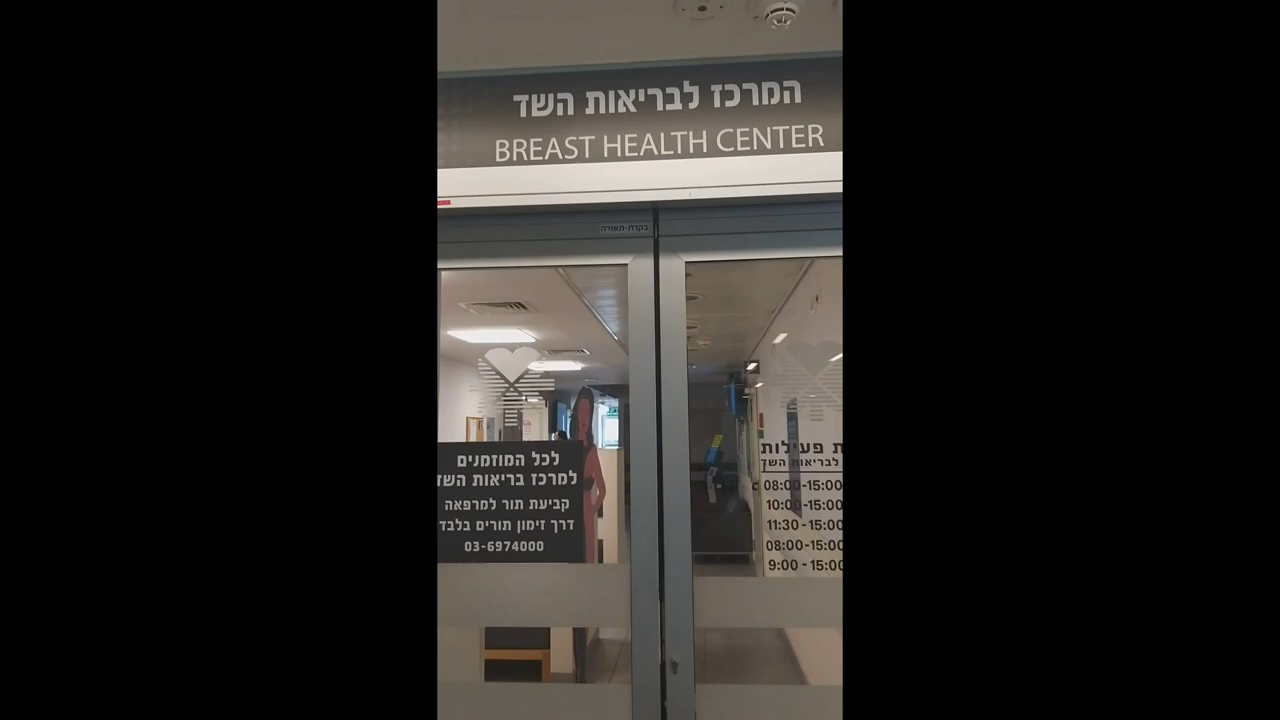 המרכז לבריאות השד
BREAST HEALTH CENTER
בקרת-תאורה
לכל המוזמנים
למרכז בריאות השד
קביעת תור למרפאה
דרך זימון תורים בלבד
03-6974000
ת פעילות
לבריאות השד
08:00-15:00
10:00-15:00
11:30-15:00
08:00-15:00
9:00 - 15:00